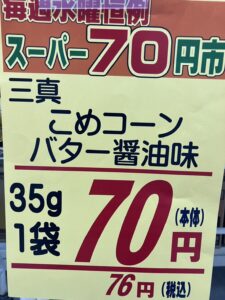 毎週水曜恒例
スーパー70円市
三真
こめコーン
バター醤油味
35g
1袋
70円
(本体)
76円(税込)